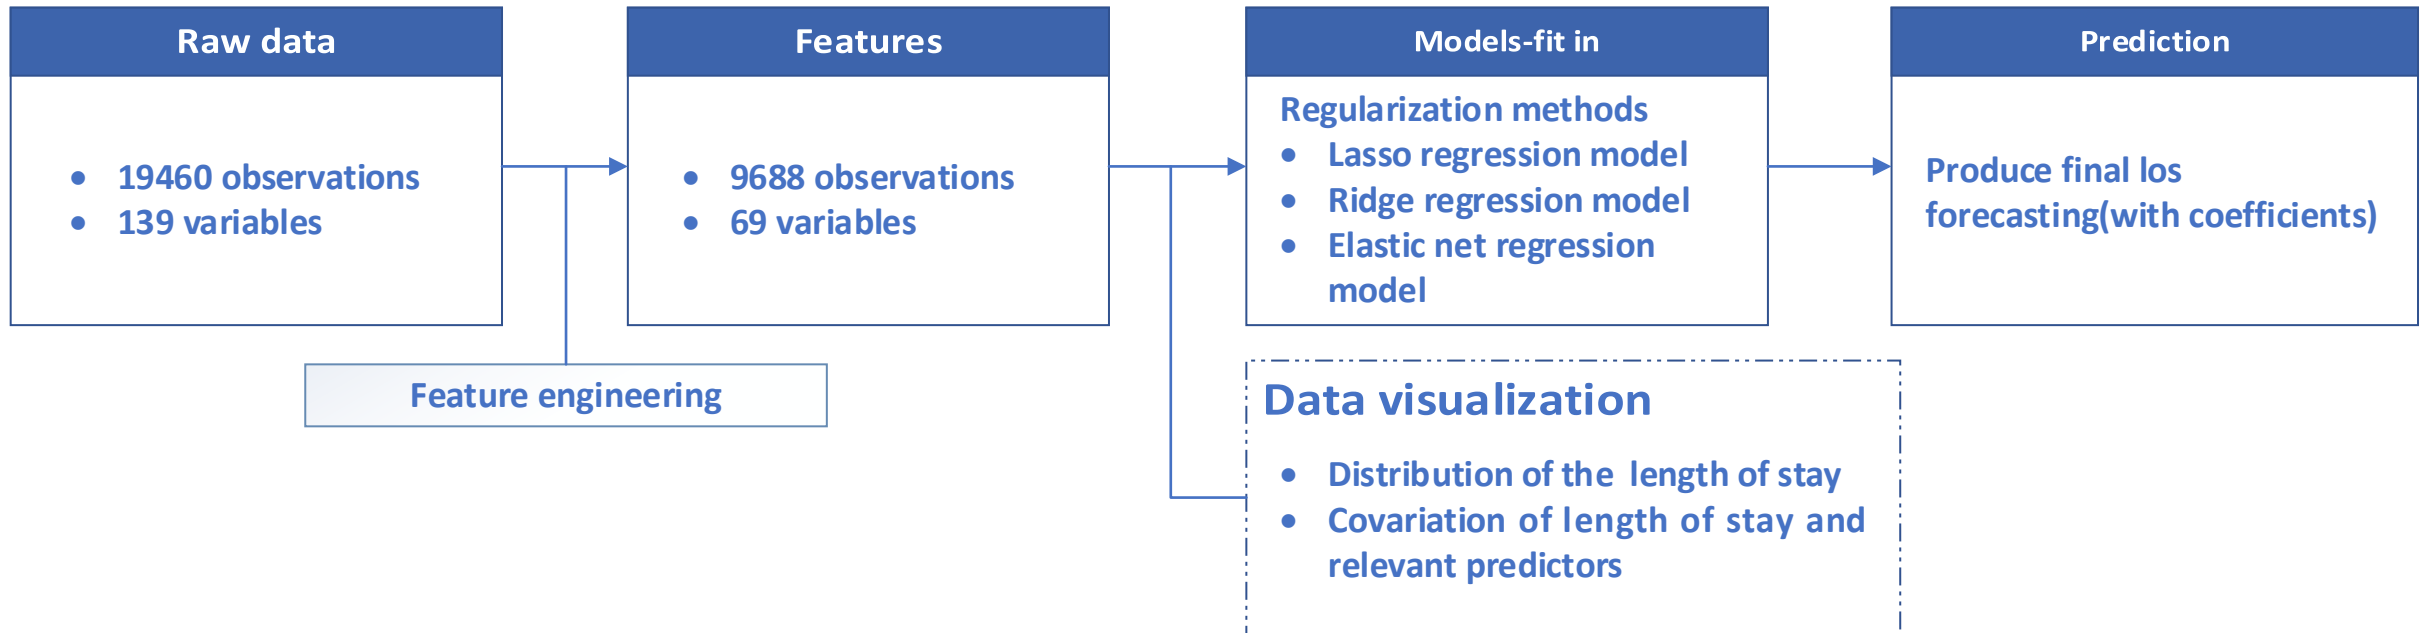 Raw data
• 19460 observations
• 139 variables
Feature engineering
Features
• 9688 observations
• 69 variables
Models-fit in
Regularization methods
• Lasso regression model
• Ridge regression model
• Elastic net regression
model
Data visualization
• Distribution of the length of stay
• Covariation of length of stay and
relevant predictors
Prediction
Produce final los
forecasting(with coefficients)